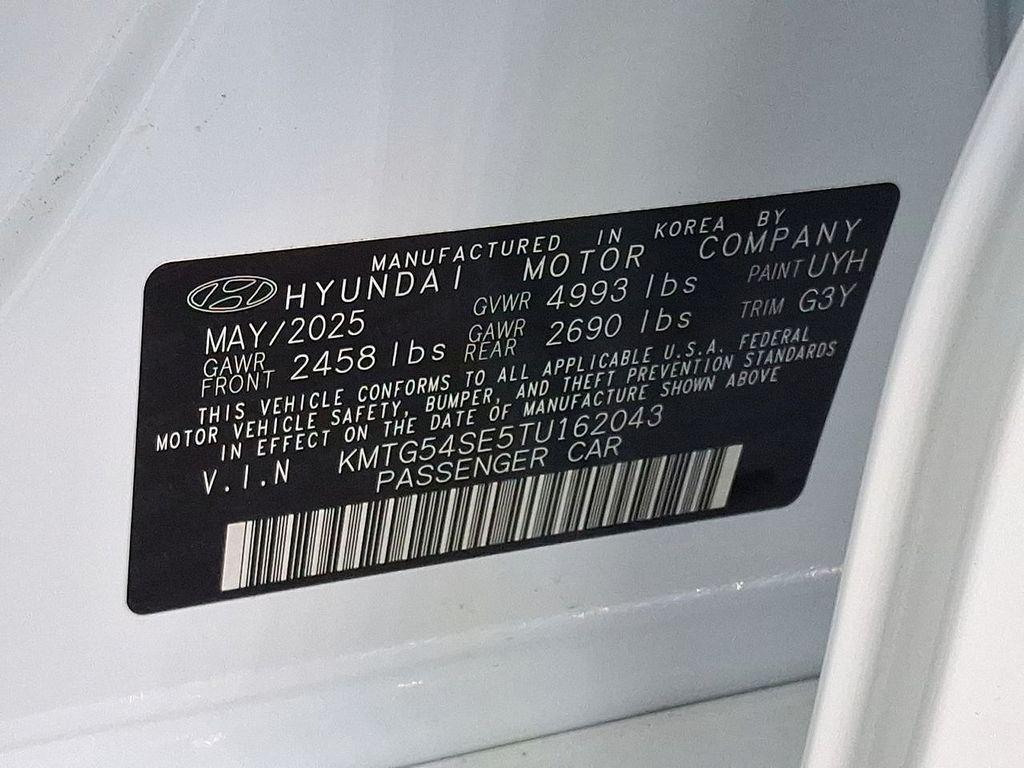 MANUFACTURED IN KOREA BY
HYUNDAI MOTOR COMPANY
MAY/2025 GVWR 4993 lbs PAINT UYH
GAWR FRONT 2458 lbs GAWR REAR 2690 lbs TRIM G3Y
THIS VEHICLE CONFORMS TO ALL APPLICABLE U.S.A. FEDERAL
MOTOR VEHICLE SAFETY, BUMPER, AND THEFT PREVENTION STANDARDS
IN EFFECT ON THE DATE OF MANUFACTURE SHOWN ABOVE
V.I.N KMTG54SE5TU162043
PASSENGER CAR